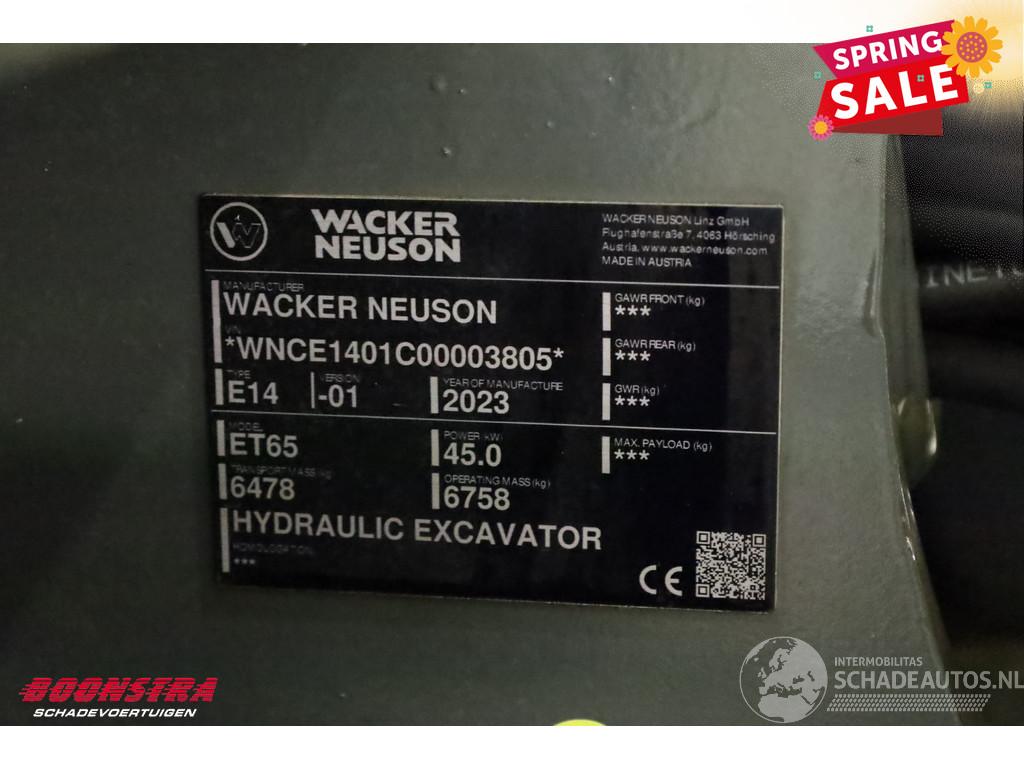 SPRING
SALE
WACKER
NEUSON
WACKER NEUSON Linz GmbH
Flughafenstraße 7, 4063 Hörsching
Austria, www.wackerneuson.com
MADE IN AUSTRIA
MANUFACTURER
WACKER NEUSON
VIN
*WNCE1401C00003805*
TYPE VERSION YEAR OF MANUFACTURE
E14 -01 2023
MODEL POWER (kW)
ET65 45.0
TRANSPORT MASS (kg) OPERATING MASS (kg)
6478 6758
HYDRAULIC EXCAVATOR
HOMOLOGATION
***
GAWR FRONT (kg)
***
GAWR REAR (kg)
***
GWR (kg)
***
MAX. PAYLOAD (kg)
***
CE
BOONSTRA
SCHADEVOERTUIGEN
INTERMOBILITAS
SCHADEAUTOS.NL